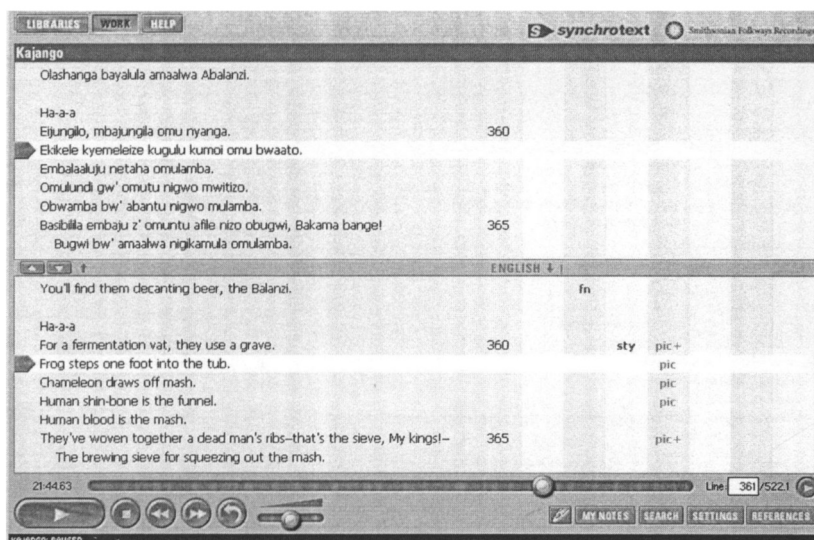 LIBRARIES WORK HELP
synchrotext Smithsonian Folkways Recordings
Kajango
Olashanga bayalula amaalwa Abalanzi.
Ha-a-a
Eijungilo, mbajungila omu nyanga. 360
Ekikele kyemeleize kugulu kumoi omu bwaato.
Embalaaluju netaha omulamba.
Omulundi gw' omutu nigwo mwitizo.
Obwamba bw' abantu nigwo mulamba.
Basibilila embaju z' omuntu afile nizo obugwi, Bakama bange! 365
Bugwi bw' amaalwa nigikamula omulamba.
ENGLISH
You'll find them decanting beer, the Balanzi. fn
Ha-a-a
For a fermentation vat, they use a grave. 360 sty pic+
Frog steps one foot into the tub. pic
Chameleon draws off mash. pic
Human shin-bone is the funnel. pic
Human blood is the mash.
They've woven together a dead man's ribs–that's the sieve, My kings!– 365 pic+
The brewing sieve for squeezing out the mash.
21:44.63 Line: 361 /522.1
MY NOTES SEARCH SETTINGS REFERENCES